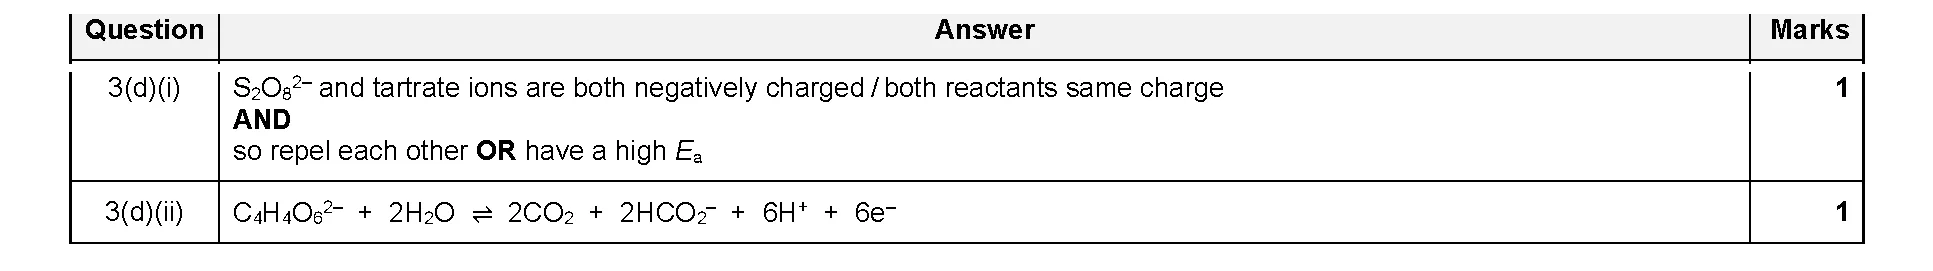 Question Answer Marks
3(d)(i) S₂O₈²⁻ and tartrate ions are both negatively charged / both reactants same charge 1
AND
so repel each other OR have a high Eₐ
3(d)(ii) C₄H₄O₆²⁻ + 2H₂O ⇌ 2CO₂ + 2HCO₂⁻ + 6H⁺ + 6e⁻ 1